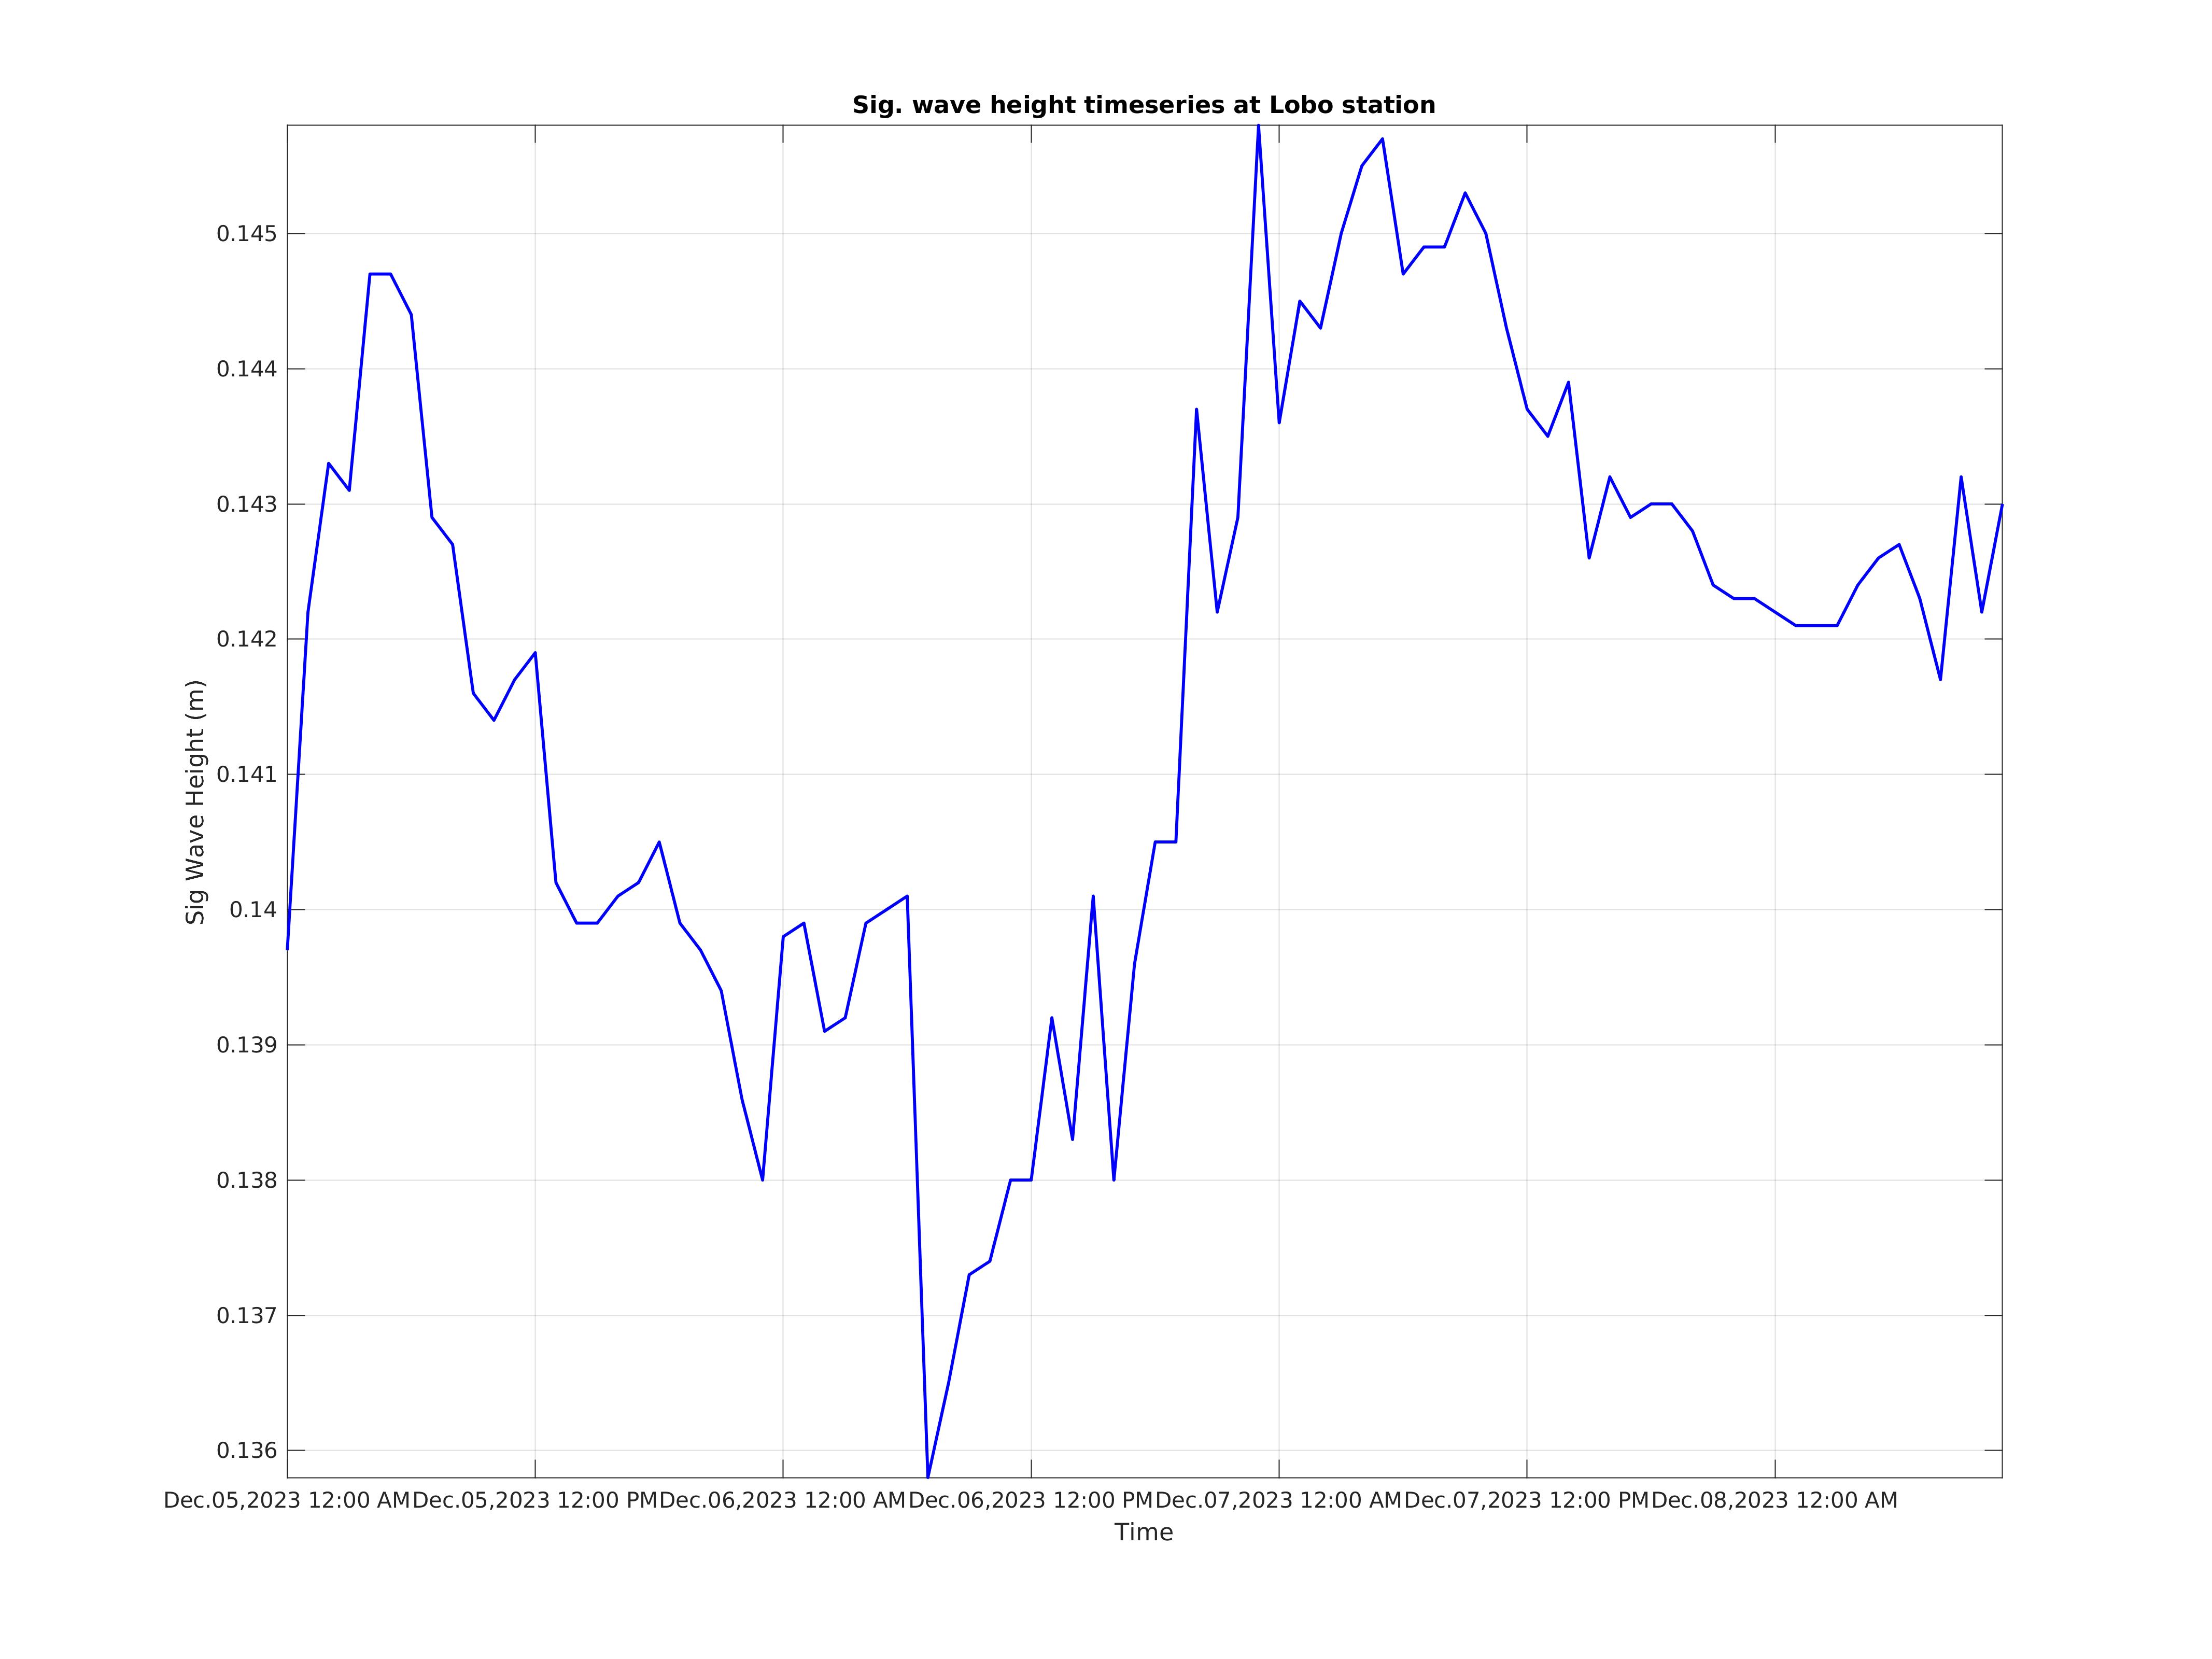 Sig. wave height timeseries at Lobo station
0.145
0.144
0.143
0.142
0.141
0.14
0.139
0.138
0.137
0.136
Sig Wave Height (m)
Dec.05,2023 12:00 AM Dec.05,2023 12:00 PM Dec.06,2023 12:00 AM Dec.06,2023 12:00 PM Dec.07,2023 12:00 AM Dec.07,2023 12:00 PM Dec.08,2023 12:00 AM
Time